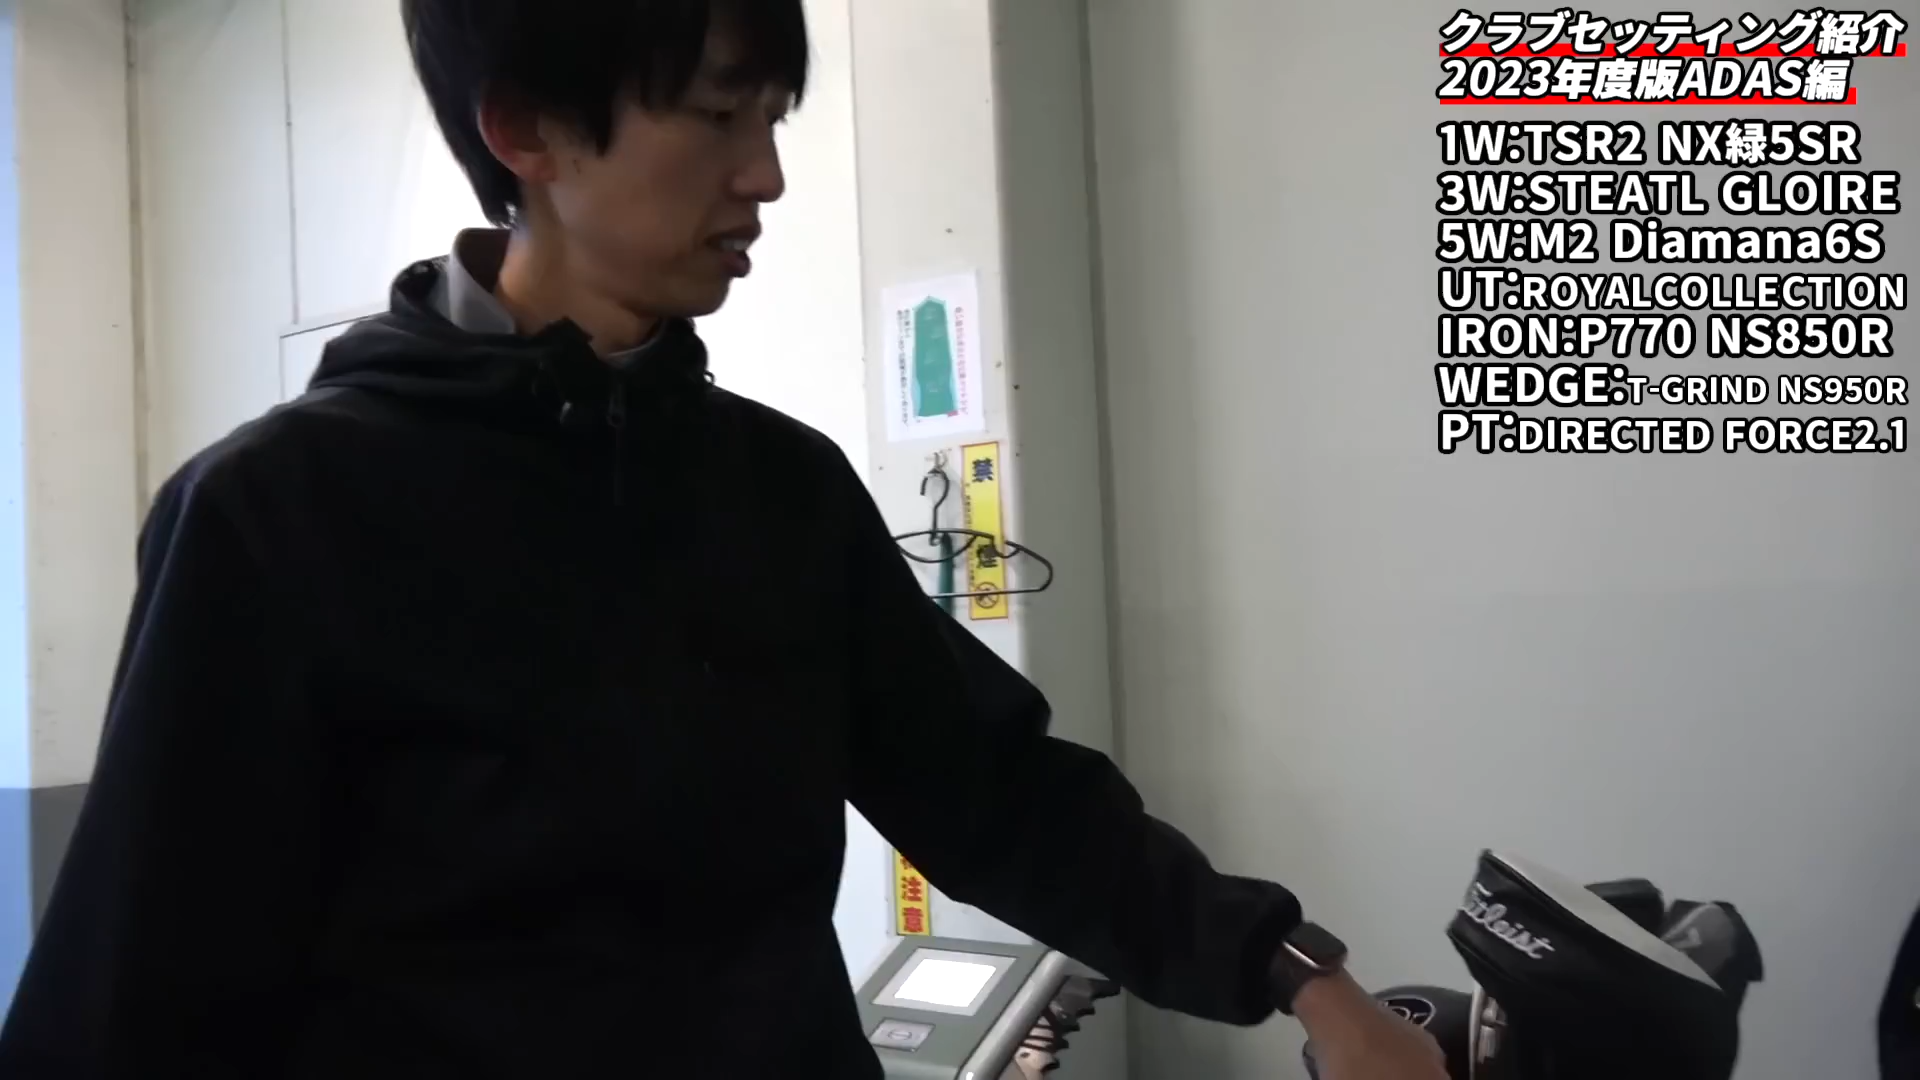 クラブセッティング紹介
2023年度版ADAS編
1W:TSR2 NX緑5SR
3W:STEATL GLOIRE
5W:M2 Diamana6S
UT:ROYALCOLLECTION
IRON:P770 NS850R
WEDGE:T-GRIND NS950R
PT:DIRECTED FORCE2.1
禁
煙
注意
Titleist